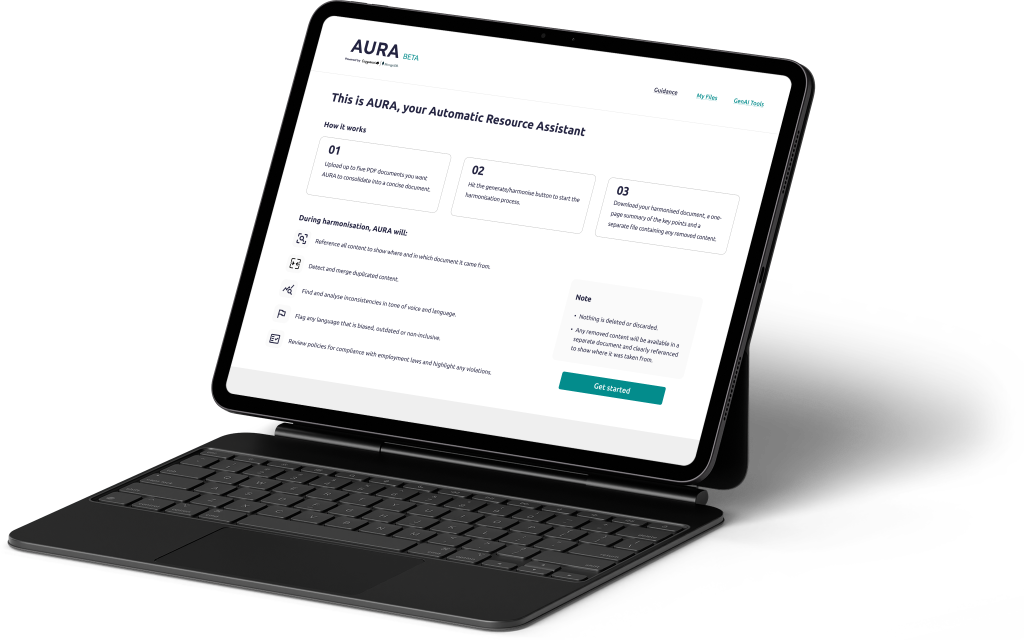 AURA BETA
Powered by
Guidance
My Files
GenAI Tools
This is AURA, your Automatic Resource Assistant
How it works
01
Upload up to five PDF documents you want
AURA to consolidate into a concise document.
02
Hit the generate/harmonise button to start the
harmonisation process.
03
Download your harmonised document, a one-
page summary of the key points and a
separate file containing any removed content.
During harmonisation, AURA will:
Reference all content to show where and in which document it came from.
Detect and merge duplicated content.
Find and analyse inconsistencies in tone of voice and language.
Flag any language that is biased, outdated or non-inclusive.
Review policies for compliance with employment laws and highlight any violations.
Note
• Nothing is deleted or discarded.
• Any removed content will be available in a
separate document and clearly referenced
to show where it was taken from.
Get started